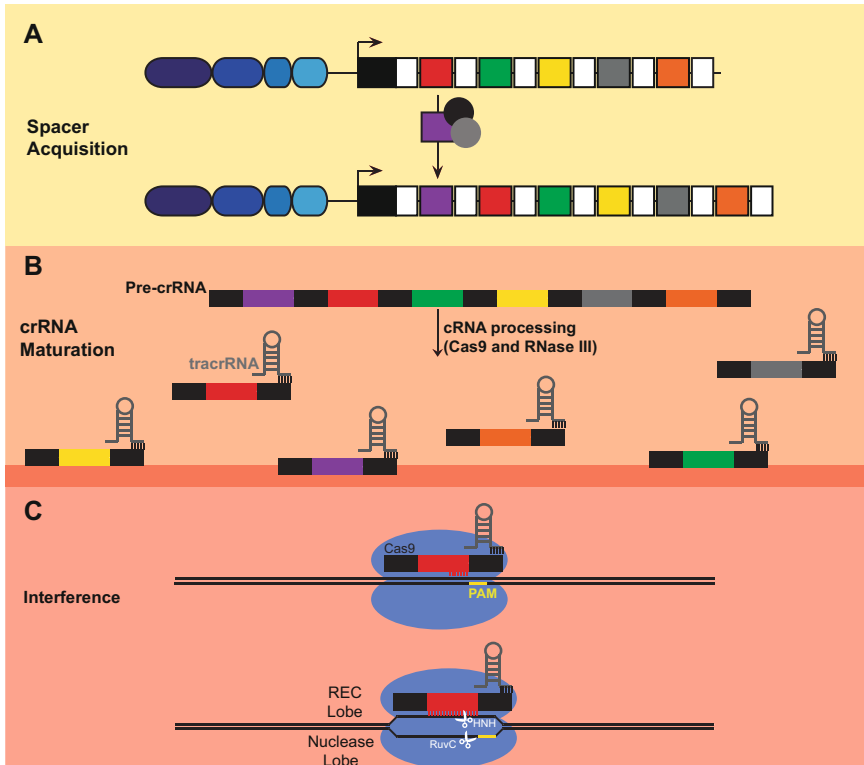 A
Spacer
Acquisition
B
Pre-crRNA
crRNA
Maturation
cRNA processing
(Cas9 and RNase III)
tracrRNA
C
Cas9
Interference
PAM
REC
Lobe
HNH
Nuclease
Lobe
RuvC